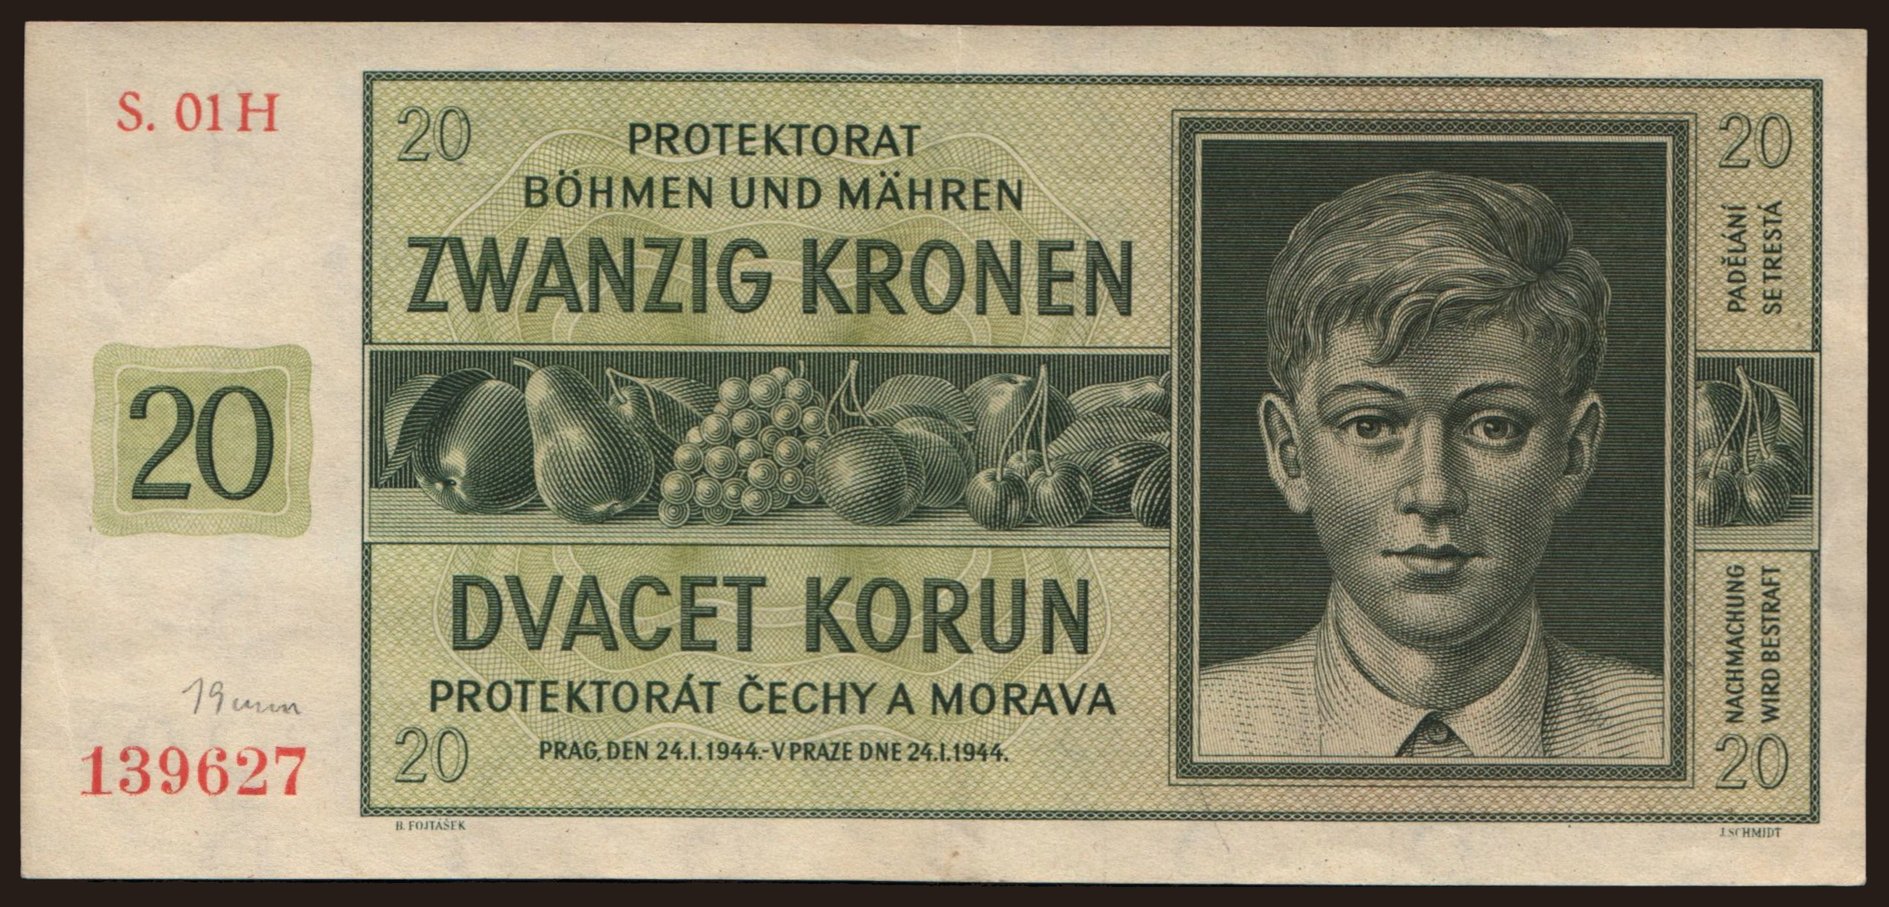 S. 01 H
20
20
PROTEKTORAT
BÖHMEN UND MÄHREN
ZWANZIG KRONEN
PADĚLÁNÍ
SE TRESTÁ
20
DVACET KORUN
PROTEKTORÁT ČECHY A MORAVA
NACHMACHUNG
WIRD BESTRAFT
139627
20
PRAG, DEN 24.I.1944.-V PRAZE DNE 24.I.1944.
20
B. FOJTÁŠEK
J. SCHMIDT